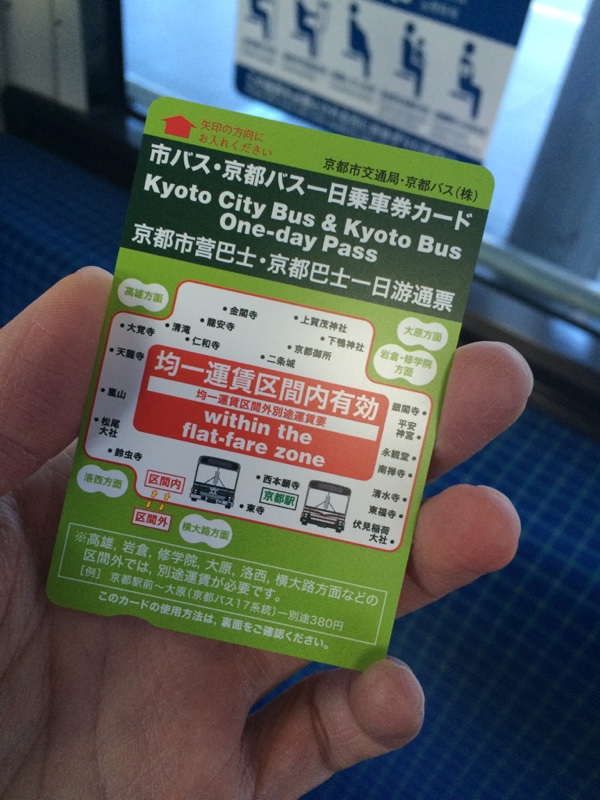 矢印の方向に
お入れください
京都市交通局・京都バス(株)
市バス・京都バス一日乗車券カード
Kyoto City Bus & Kyoto Bus
One-day Pass
京都市营巴士・京都巴士一日游通票
高雄方面
金閣寺
上賀茂神社
大原方面
大覚寺
清滝
龍安寺
下鴨神社
仁和寺
京都御所
岩倉・修学院
方面
天龍寺
二条城
均一運賃区間内有効
均一運賃区間外別途運賃要
within the
flat-fare zone
銀閣寺
嵐山
平安
神宮
松尾
大社
永観堂
南禅寺
鈴虫寺
清水寺
洛西方面
区間内
西本願寺
京都駅
東福寺
区間外
東寺
伏見稲荷
大社
横大路方面
※高雄, 岩倉, 修学院, 大原, 洛西, 横大路方面などの
区間外では, 別途運賃が必要です。
[例] 京都駅前〜大原(京都バス17系統)ー別途380円
このカードの使用方法は, 裏面をご確認ください。